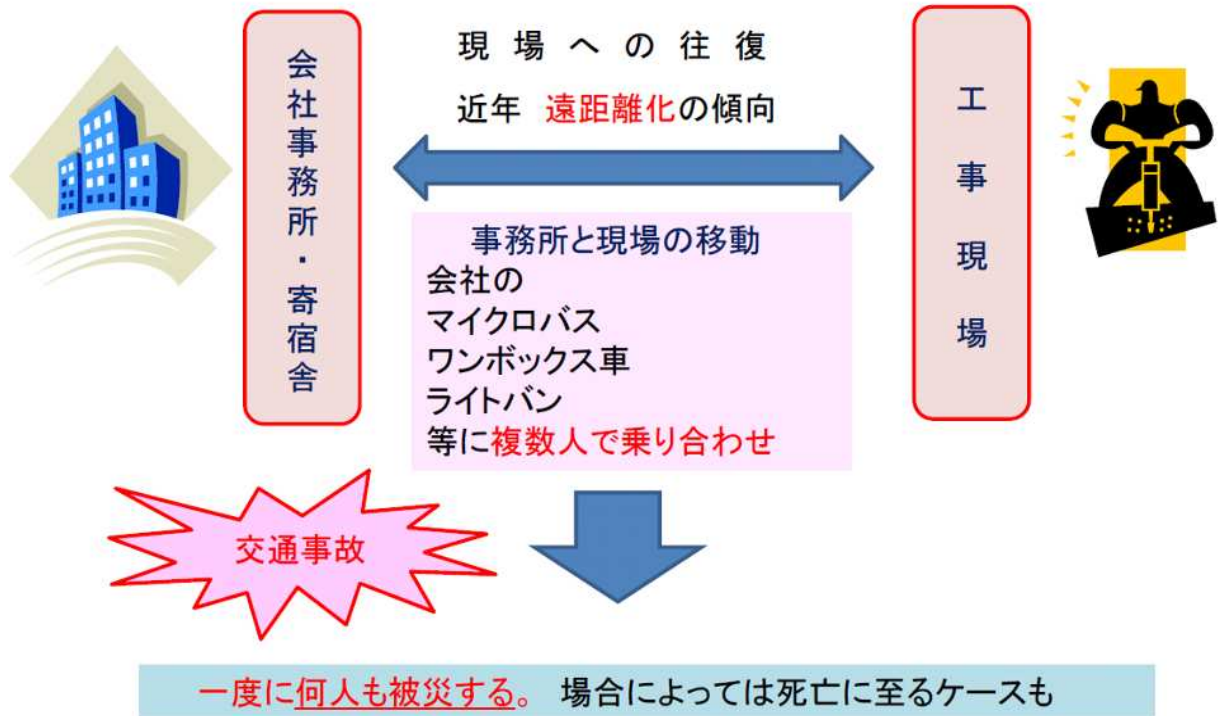 会社事務所・寄宿舎
現場への往復
近年 遠距離化の傾向
工事現場
事務所と現場の移動
会社の
マイクロバス
ワンボックス車
ライトバン
等に複数人で乗り合わせ
交通事故
一度に何人も被災する。 場合によっては死亡に至るケースも